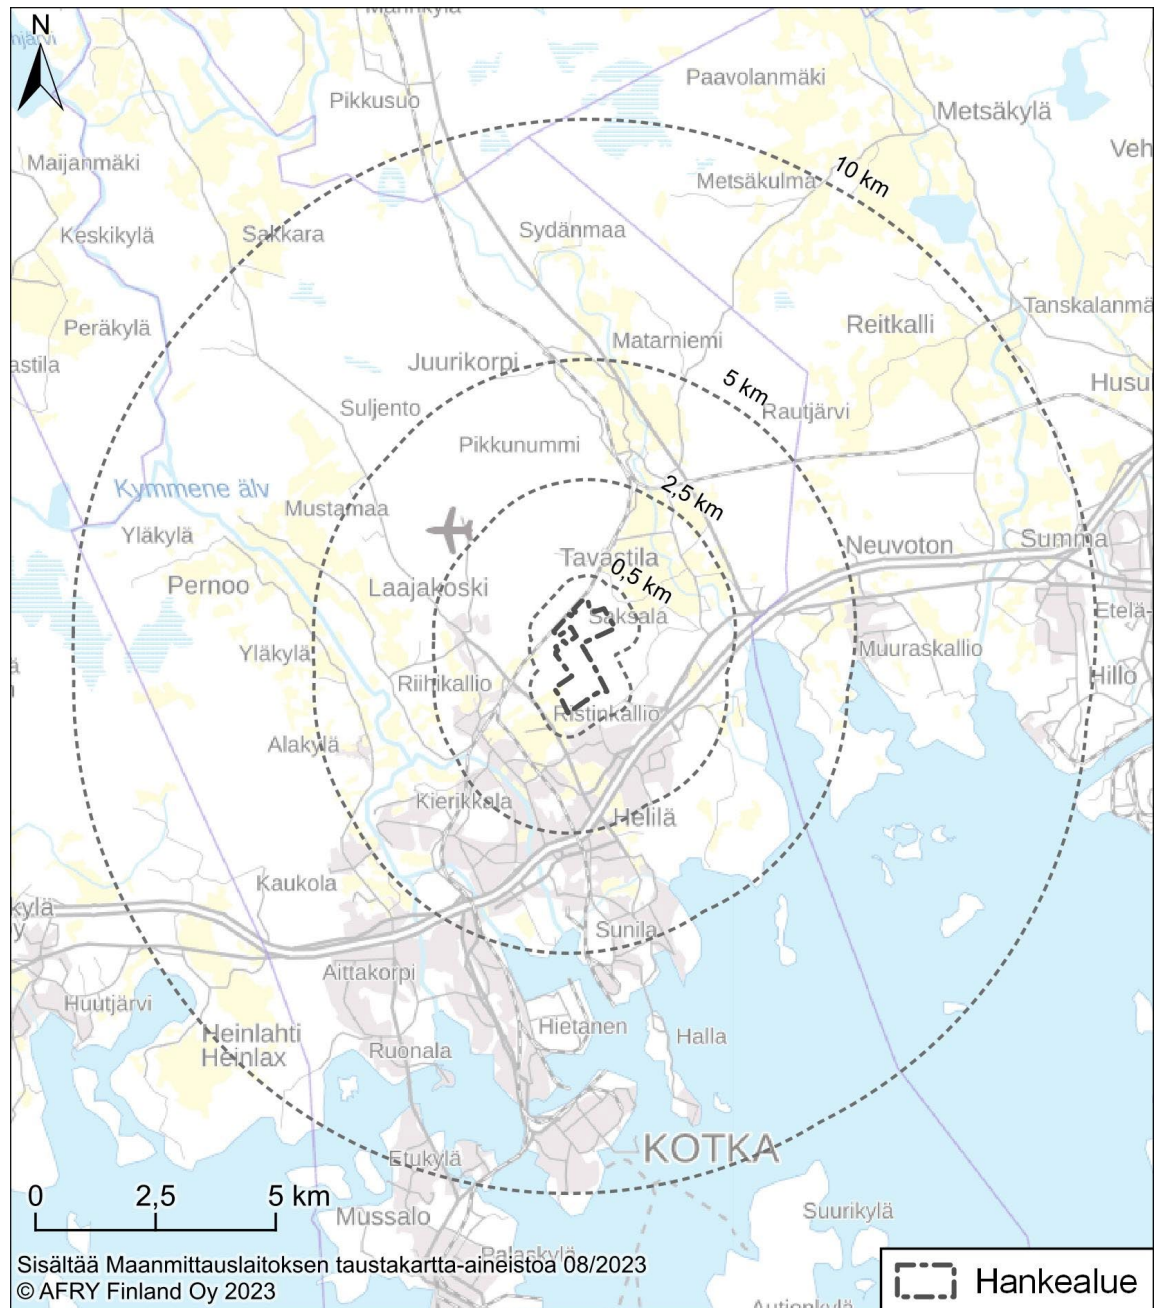 N
Pikkusuo
Paavolanmäki
Metsäkylä
Veh
Maijanmäki
Metsäkulma
10 km
Keskikylä
Sakkara
Sydänmaa
Peräkylä
Matarniemi
Reitkalli
Tanskalanmä
astila
Juurikorpi
5 km
Husu
Suljento
Rautjärvi
Pikkunummi
Kymmene älv
2,5 km
Mustamaa
Yläkylä
Tavastila
Neuvoton
Summa
Pernoo
Laajakoski
0,5 km
Saksala
Etelä-
Yläkylä
Muuraskallio
Riihikallio
Hillo
Ristinkallio
Alakylä
Kierikkala
Helilä
Kaukola
kylä
y
Sunila
Aittakorpi
Huutjärvi
Heinlahti
Heinlax
Hietanen
Halla
Ruonala
KOTKA
Etukylä
0 2,5 5 km
Mussalo
Suurikylä
Palaskylä
Sisältää Maanmittauslaitoksen taustakartta-aineistoa 08/2023
© AFRY Finland Oy 2023
Hankealue